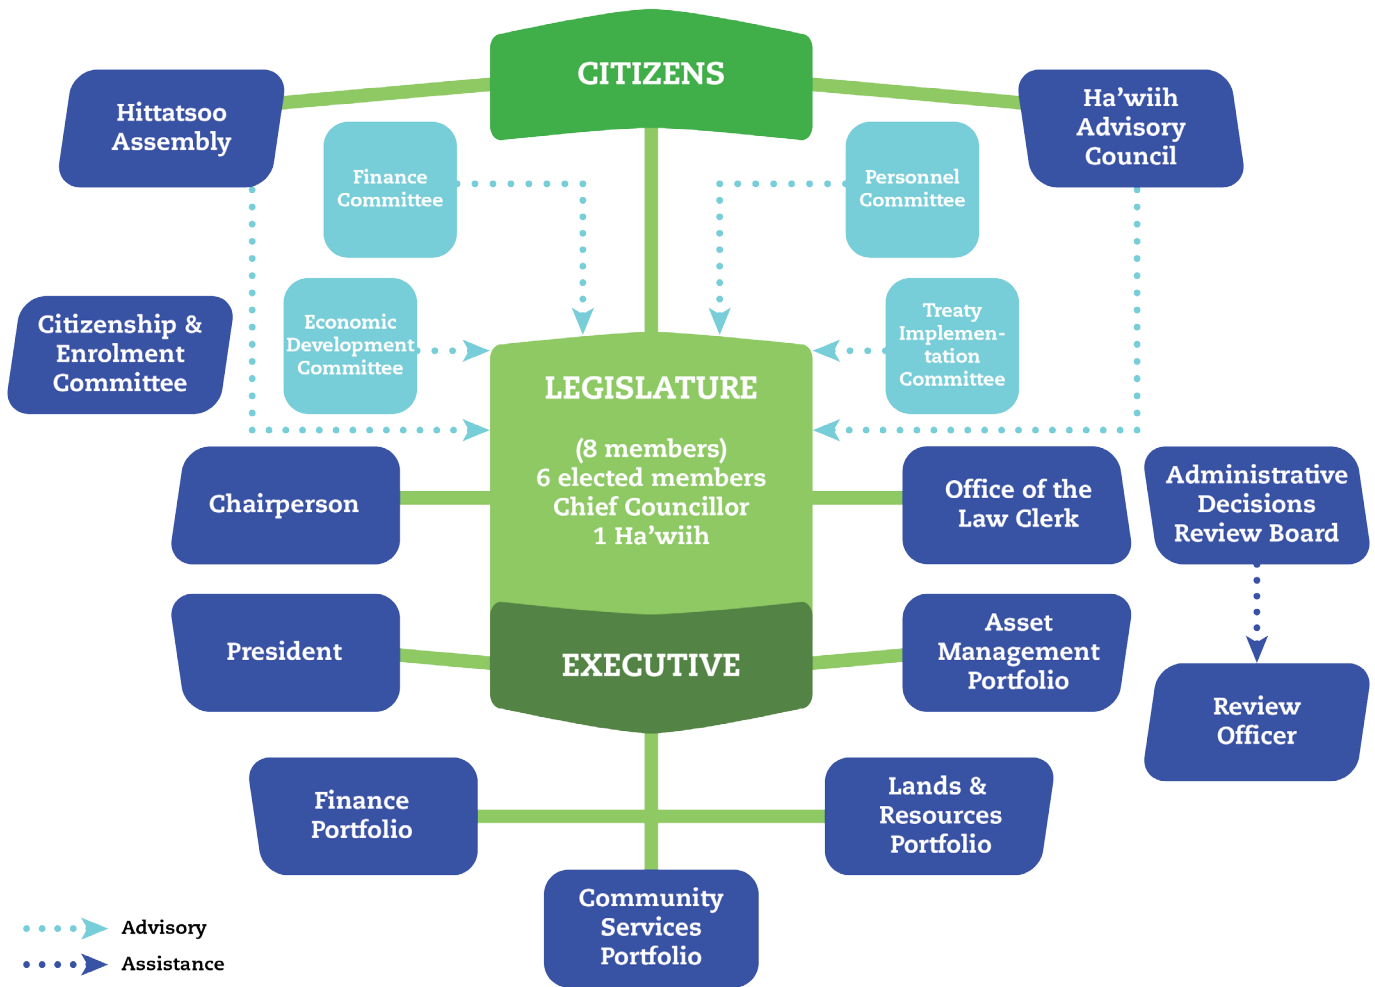 CITIZENS
Hittatsoo
Assembly
Ha’wiih
Advisory
Council
Finance
Committee
Personnel
Committee
Citizenship &
Enrolment
Committee
Economic
Development
Committee
Treaty
Implemen-
tation
Committee
LEGISLATURE
(8 members)
6 elected members
Chief Councillor
1 Ha’wiih
Chairperson
Office of the
Law Clerk
Administrative
Decisions
Review Board
President
EXECUTIVE
Asset
Management
Portfolio
Review
Officer
Finance
Portfolio
Lands &
Resources
Portfolio
Community
Services
Portfolio
Advisory
Assistance